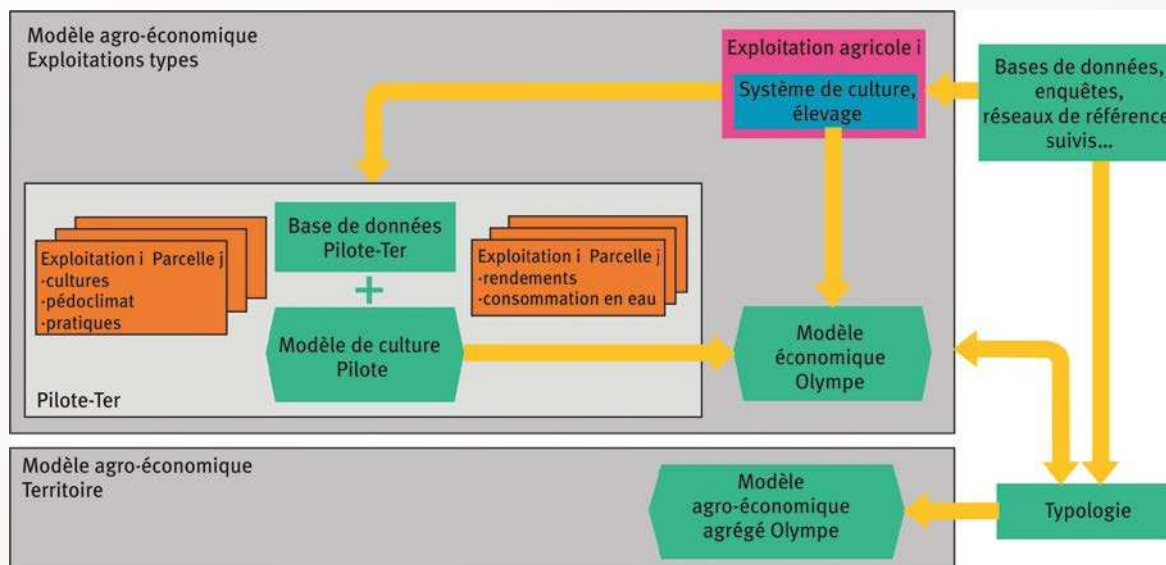 Modèle agro-économique
Exploitations types
Exploitation agricole i
Système de culture,
élevage
Bases de données,
enquêtes,
réseaux de référence
suivis...
Exploitation i Parcelle j
·cultures
·pédoclimat
·pratiques
Base de données
Pilote-Ter
+
Modèle de culture
Pilote
Exploitation i Parcelle j
·rendements
·consommation en eau
Modèle
économique
Olympe
Pilote-Ter
Modèle agro-économique
Territoire
Modèle
agro-économique
agrégé Olympe
Typologie